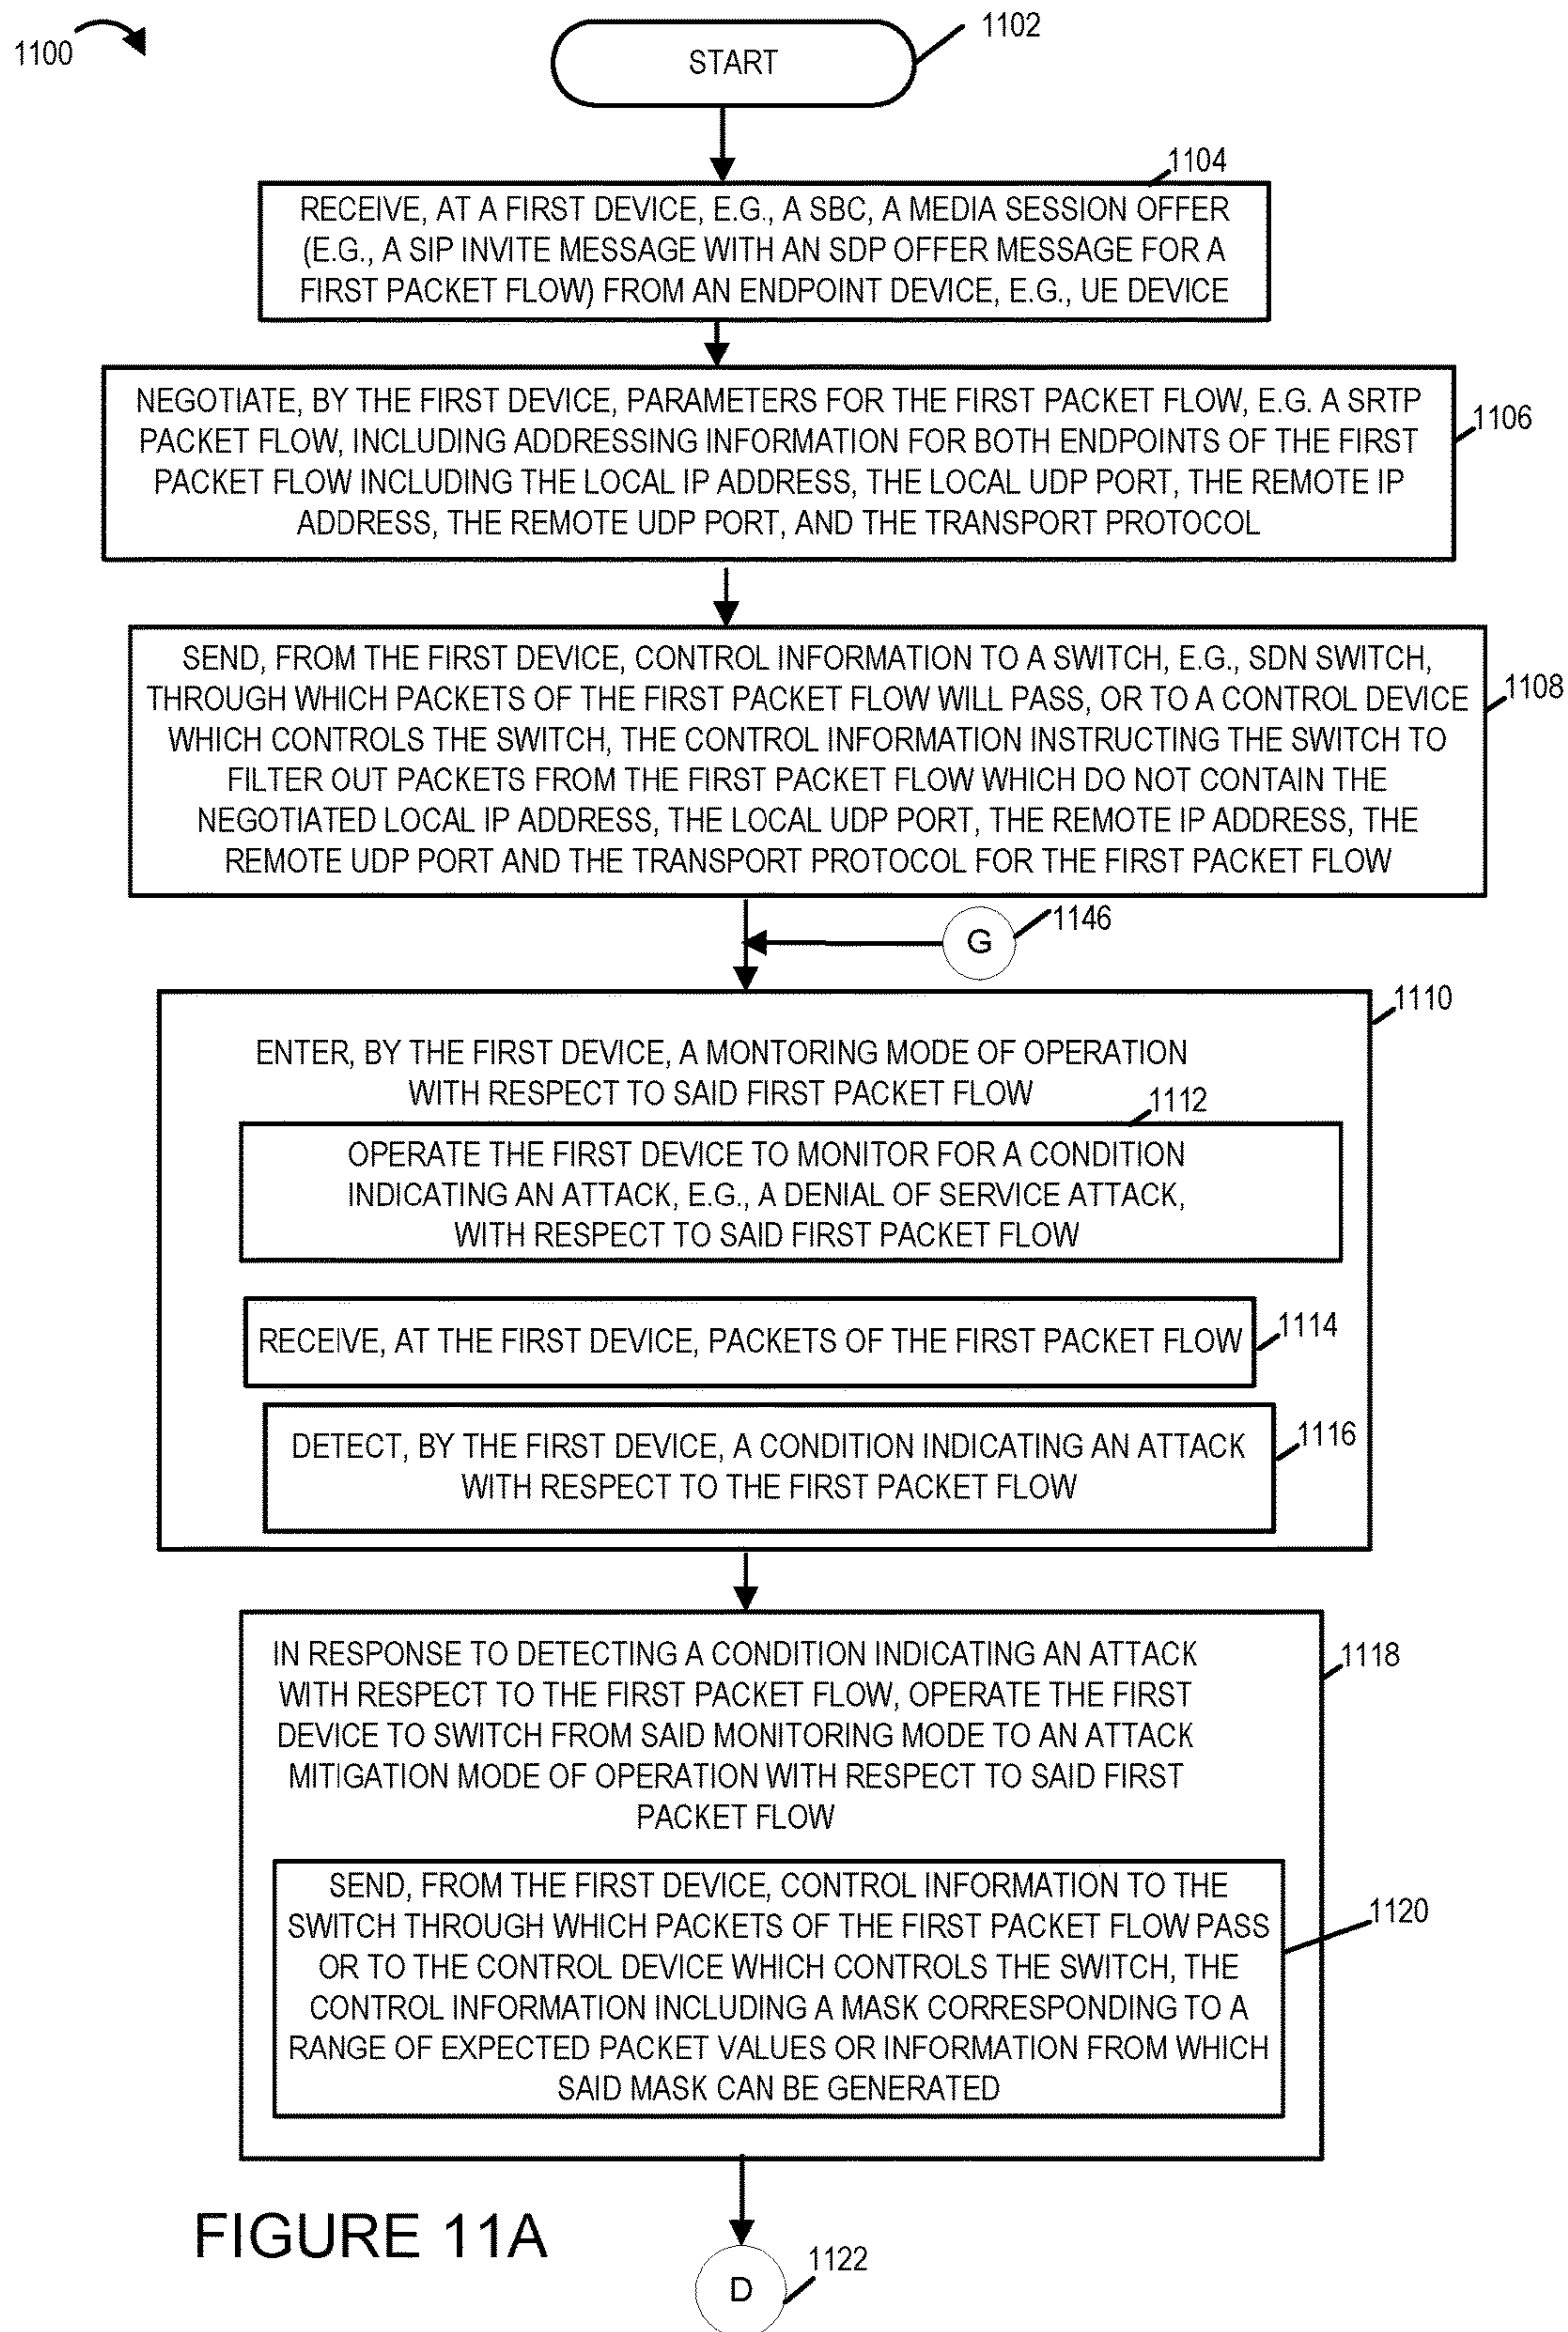 1100
1102
START
1104
RECEIVE, AT A FIRST DEVICE, E.G., A SBC, A MEDIA SESSION OFFER
(E.G., A SIP INVITE MESSAGE WITH AN SDP OFFER MESSAGE FOR A
FIRST PACKET FLOW) FROM AN ENDPOINT DEVICE, E.G., UE DEVICE
NEGOTIATE, BY THE FIRST DEVICE, PARAMETERS FOR THE FIRST PACKET FLOW, E.G. A SRTP
PACKET FLOW, INCLUDING ADDRESSING INFORMATION FOR BOTH ENDPOINTS OF THE FIRST
PACKET FLOW INCLUDING THE LOCAL IP ADDRESS, THE LOCAL UDP PORT, THE REMOTE IP
ADDRESS, THE REMOTE UDP PORT, AND THE TRANSPORT PROTOCOL
1106
SEND, FROM THE FIRST DEVICE, CONTROL INFORMATION TO A SWITCH, E.G., SDN SWITCH,
THROUGH WHICH PACKETS OF THE FIRST PACKET FLOW WILL PASS, OR TO A CONTROL DEVICE
WHICH CONTROLS THE SWITCH, THE CONTROL INFORMATION INSTRUCTING THE SWITCH TO
FILTER OUT PACKETS FROM THE FIRST PACKET FLOW WHICH DO NOT CONTAIN THE
NEGOTIATED LOCAL IP ADDRESS, THE LOCAL UDP PORT, THE REMOTE IP ADDRESS, THE
REMOTE UDP PORT AND THE TRANSPORT PROTOCOL FOR THE FIRST PACKET FLOW
1108
G
1146
1110
ENTER, BY THE FIRST DEVICE, A MONTORING MODE OF OPERATION
WITH RESPECT TO SAID FIRST PACKET FLOW
1112
OPERATE THE FIRST DEVICE TO MONITOR FOR A CONDITION
INDICATING AN ATTACK, E.G., A DENIAL OF SERVICE ATTACK,
WITH RESPECT TO SAID FIRST PACKET FLOW
RECEIVE, AT THE FIRST DEVICE, PACKETS OF THE FIRST PACKET FLOW
1114
DETECT, BY THE FIRST DEVICE, A CONDITION INDICATING AN ATTACK
WITH RESPECT TO THE FIRST PACKET FLOW
1116
IN RESPONSE TO DETECTING A CONDITION INDICATING AN ATTACK
WITH RESPECT TO THE FIRST PACKET FLOW, OPERATE THE FIRST
DEVICE TO SWITCH FROM SAID MONITORING MODE TO AN ATTACK
MITIGATION MODE OF OPERATION WITH RESPECT TO SAID FIRST
PACKET FLOW
1118
SEND, FROM THE FIRST DEVICE, CONTROL INFORMATION TO THE
SWITCH THROUGH WHICH PACKETS OF THE FIRST PACKET FLOW PASS
OR TO THE CONTROL DEVICE WHICH CONTROLS THE SWITCH, THE
CONTROL INFORMATION INCLUDING A MASK CORRESPONDING TO A
RANGE OF EXPECTED PACKET VALUES OR INFORMATION FROM WHICH
SAID MASK CAN BE GENERATED
1120
FIGURE 11A
D
1122